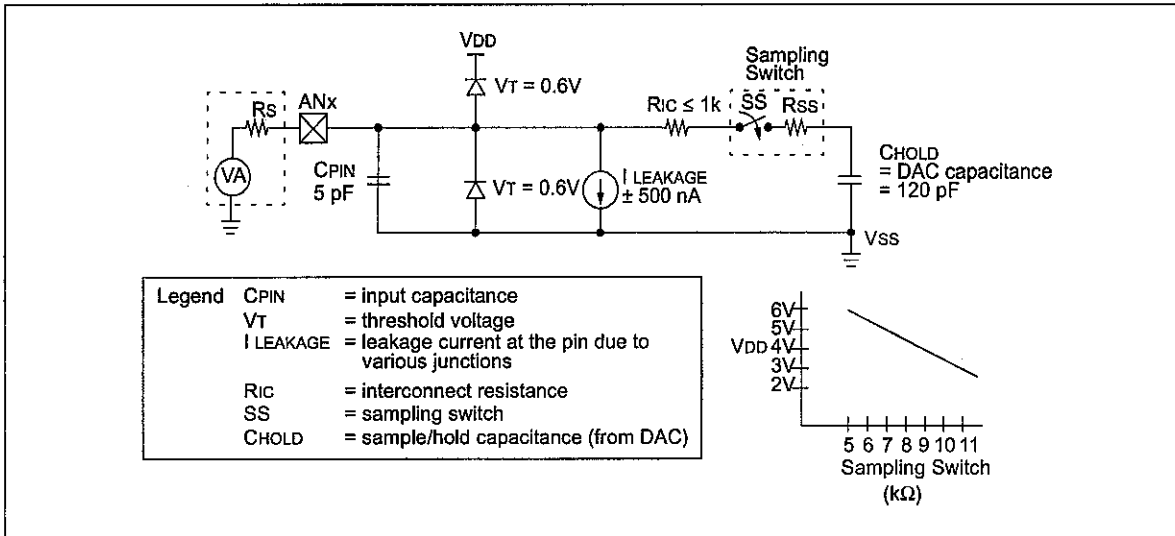 VDD
VT = 0.6V
Sampling
Switch
RS
ANx
RIC ≤ 1k
SS
RSS
VA
CPIN
5 pF
VT = 0.6V
I LEAKAGE
± 500 nA
CHOLD
= DAC capacitance
= 120 pF
VSS
Legend CPIN = input capacitance
VT = threshold voltage
I LEAKAGE = leakage current at the pin due to
various junctions
RIC = interconnect resistance
SS = sampling switch
CHOLD = sample/hold capacitance (from DAC)
6V
5V
VDD 4V
3V
2V
5 6 7 8 9 10 11
Sampling Switch
(kΩ)